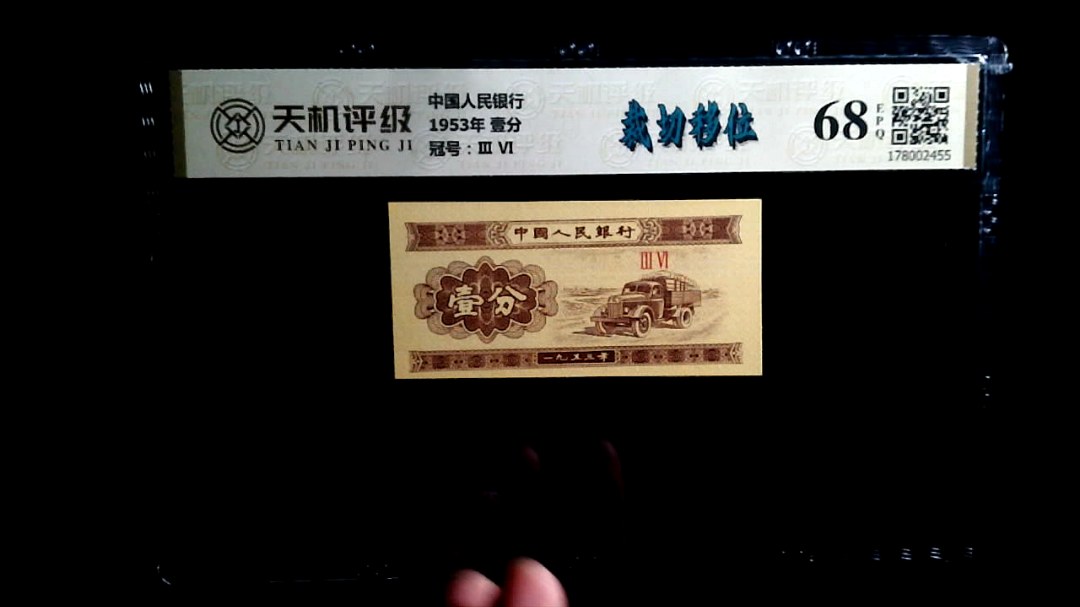 天机评级
TIAN JI PING JI
中国人民银行
1953年 壹分
冠号：Ⅲ Ⅵ
裁切移位
68
EPQ
178002455
中國人民銀行
Ⅲ Ⅵ
壹分
一九五三年